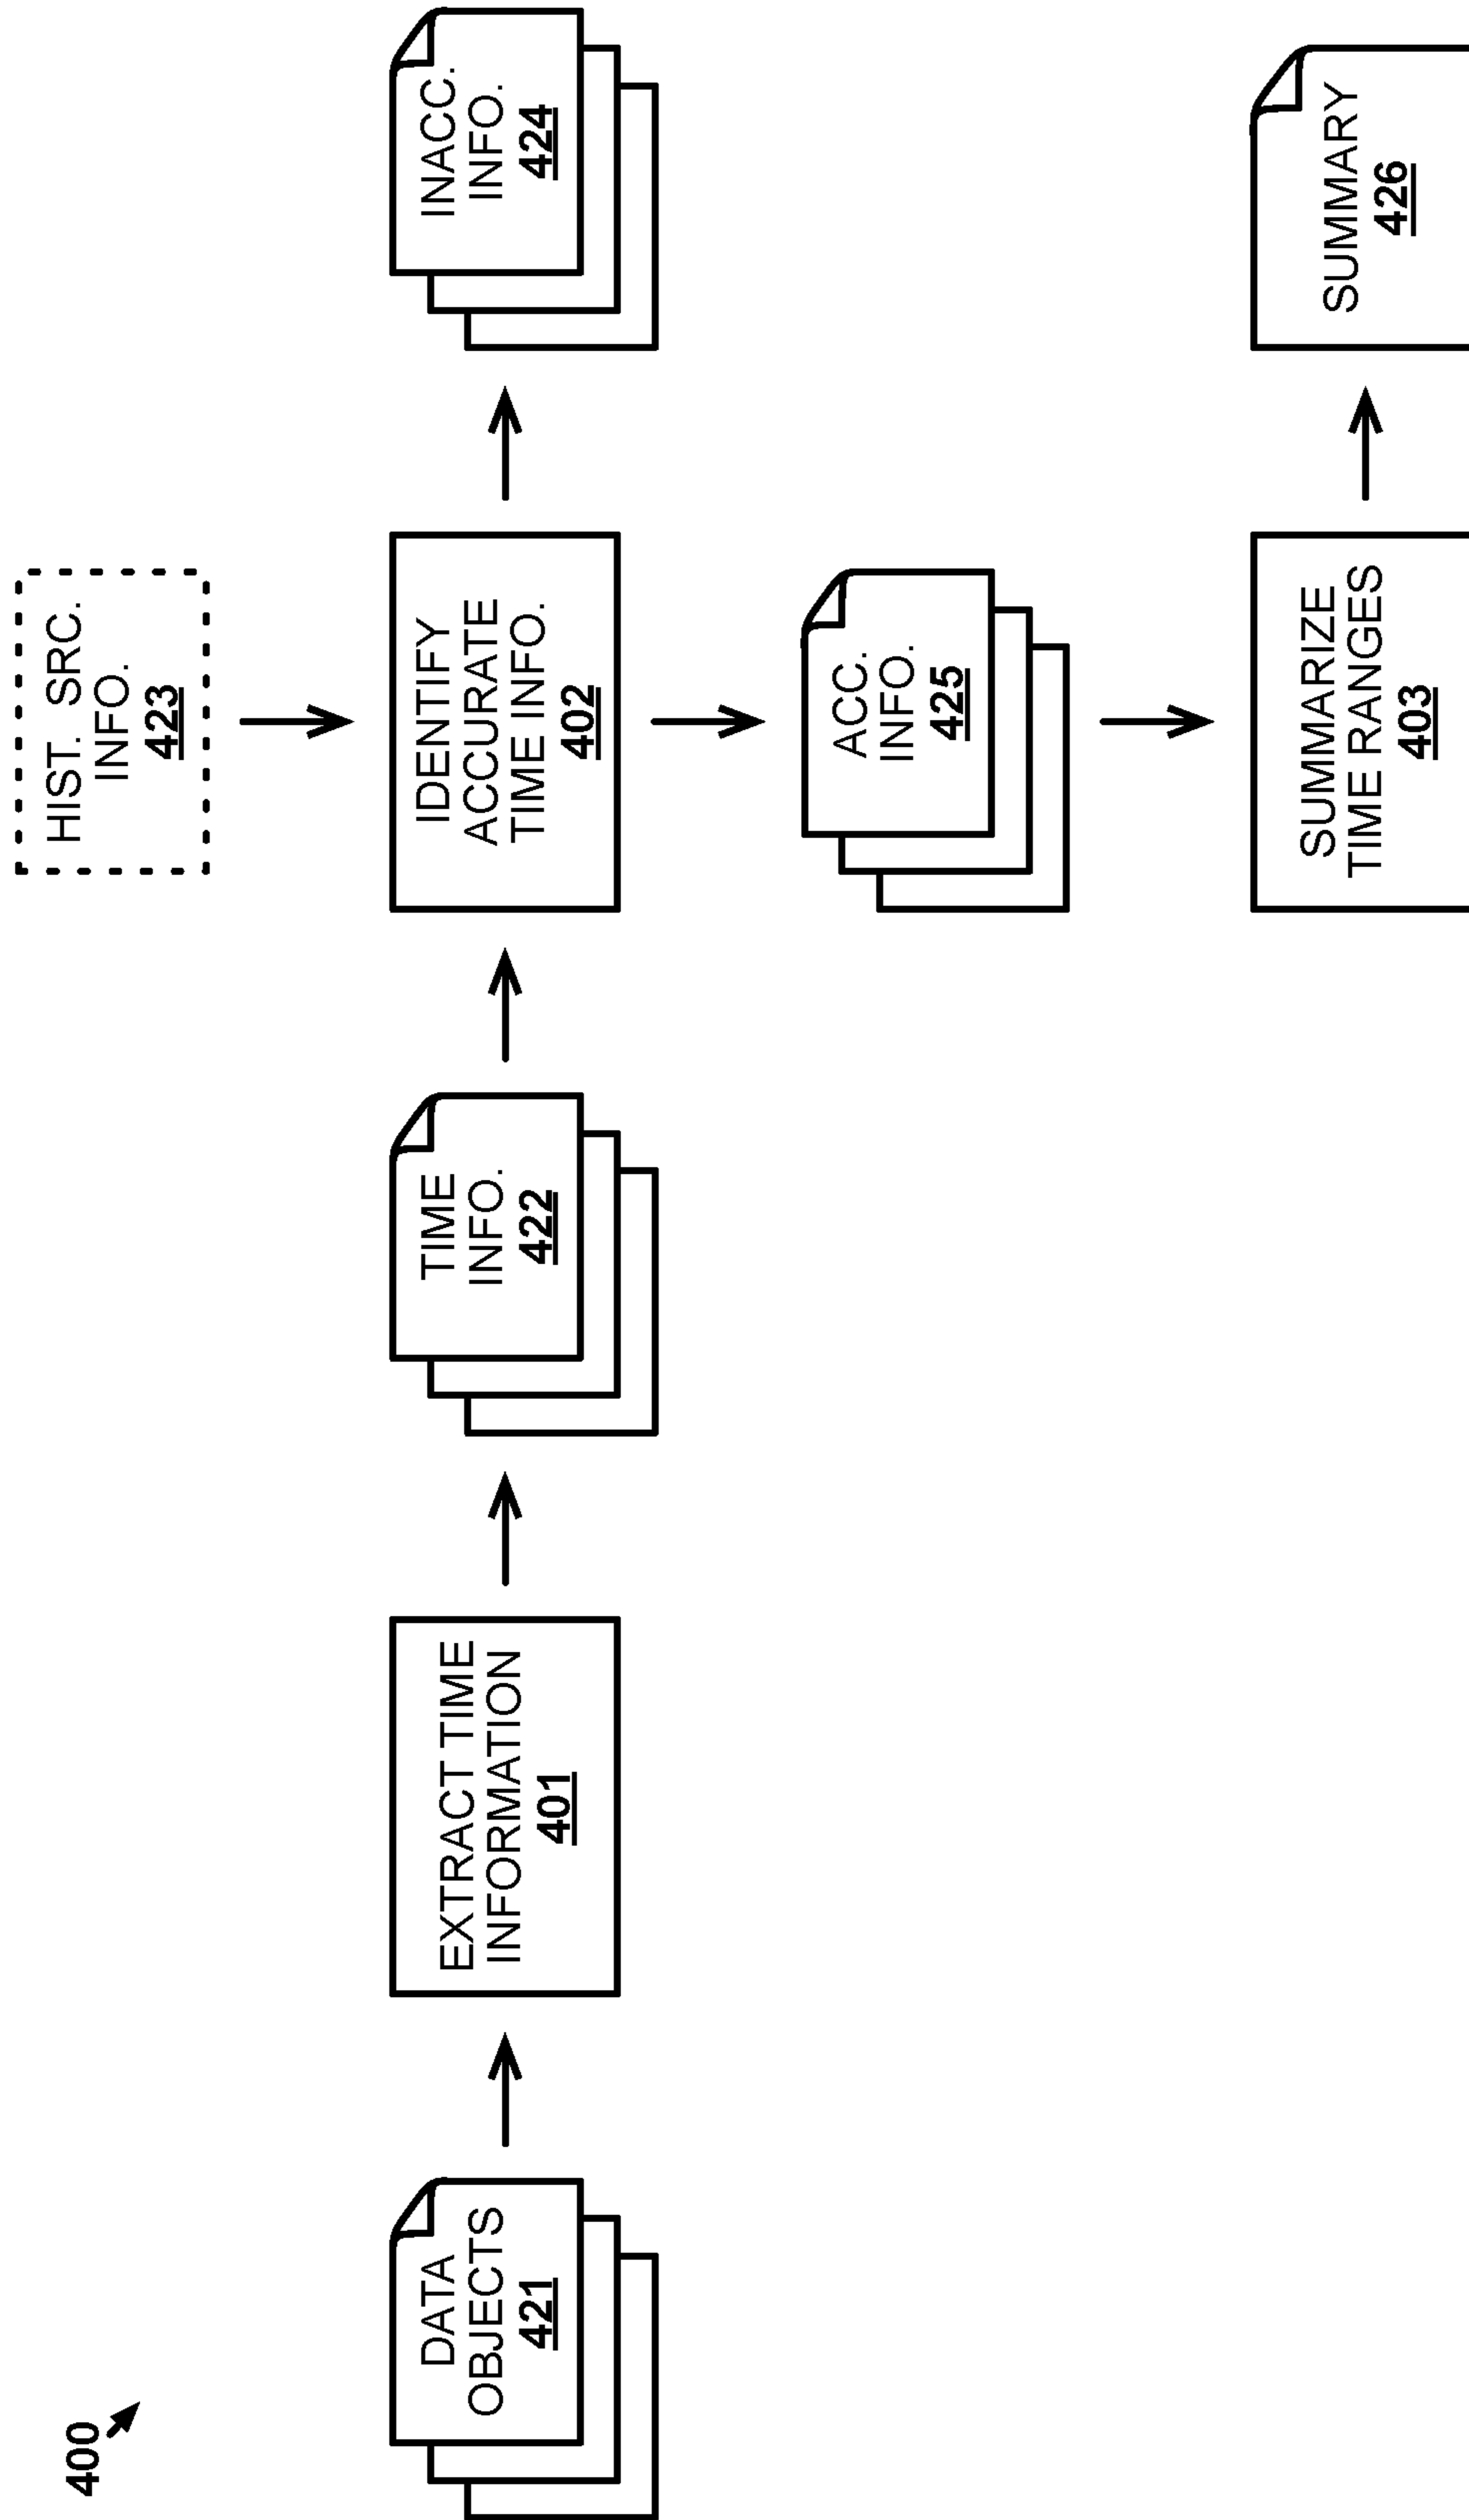 400
DATA
OBJECTS
421
EXTRACT TIME
INFORMATION
401
TIME
INFO.
422
HIST. SRC.
INFO.
423
IDENTIFY
ACCURATE
TIME INFO.
402
INACC.
INFO.
424
ACC.
INFO.
425
SUMMARIZE
TIME RANGES
403
SUMMARY
426